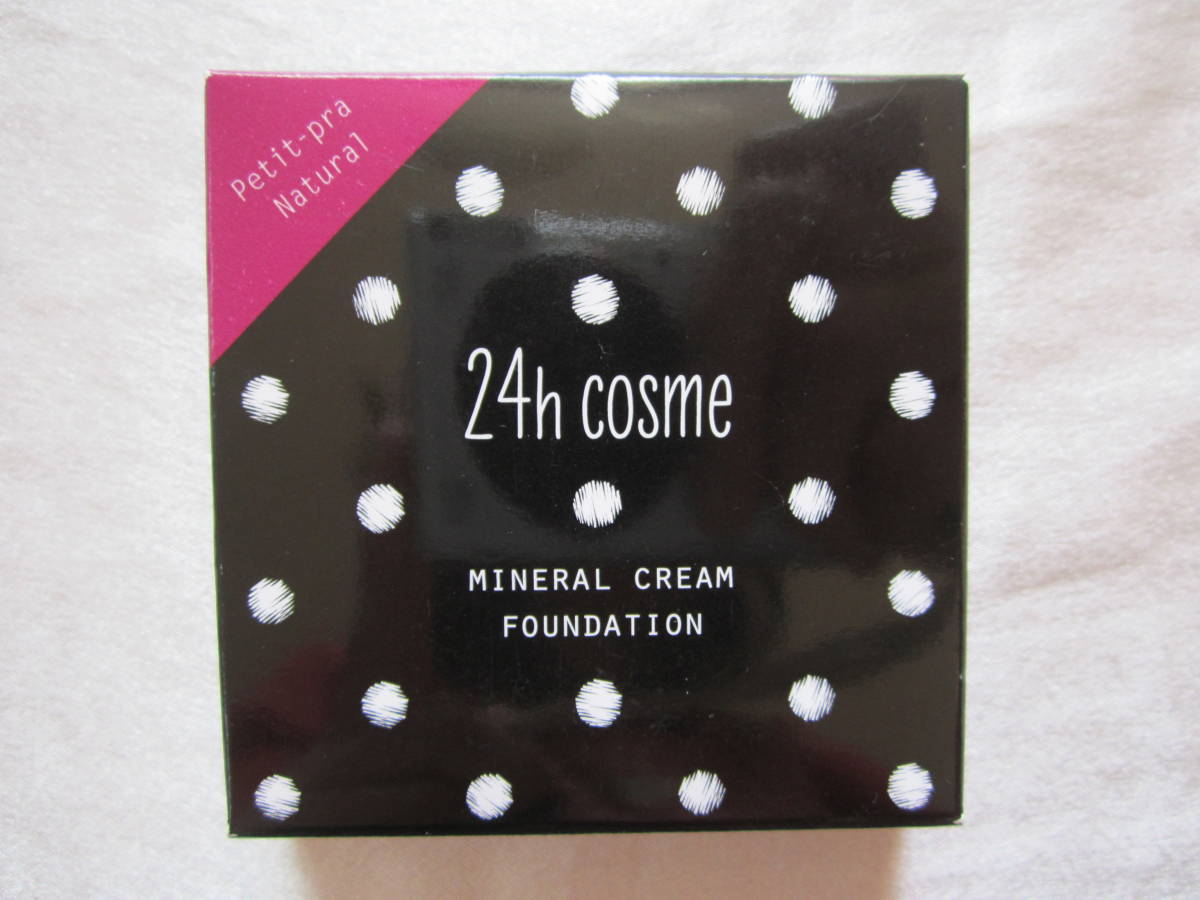 Petit-pra
Natural
24h cosme
MINERAL CREAM
FOUNDATION